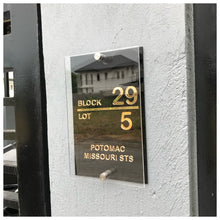 BLOCK 29
LOT 5
POTOMAC
MISSOURI STS